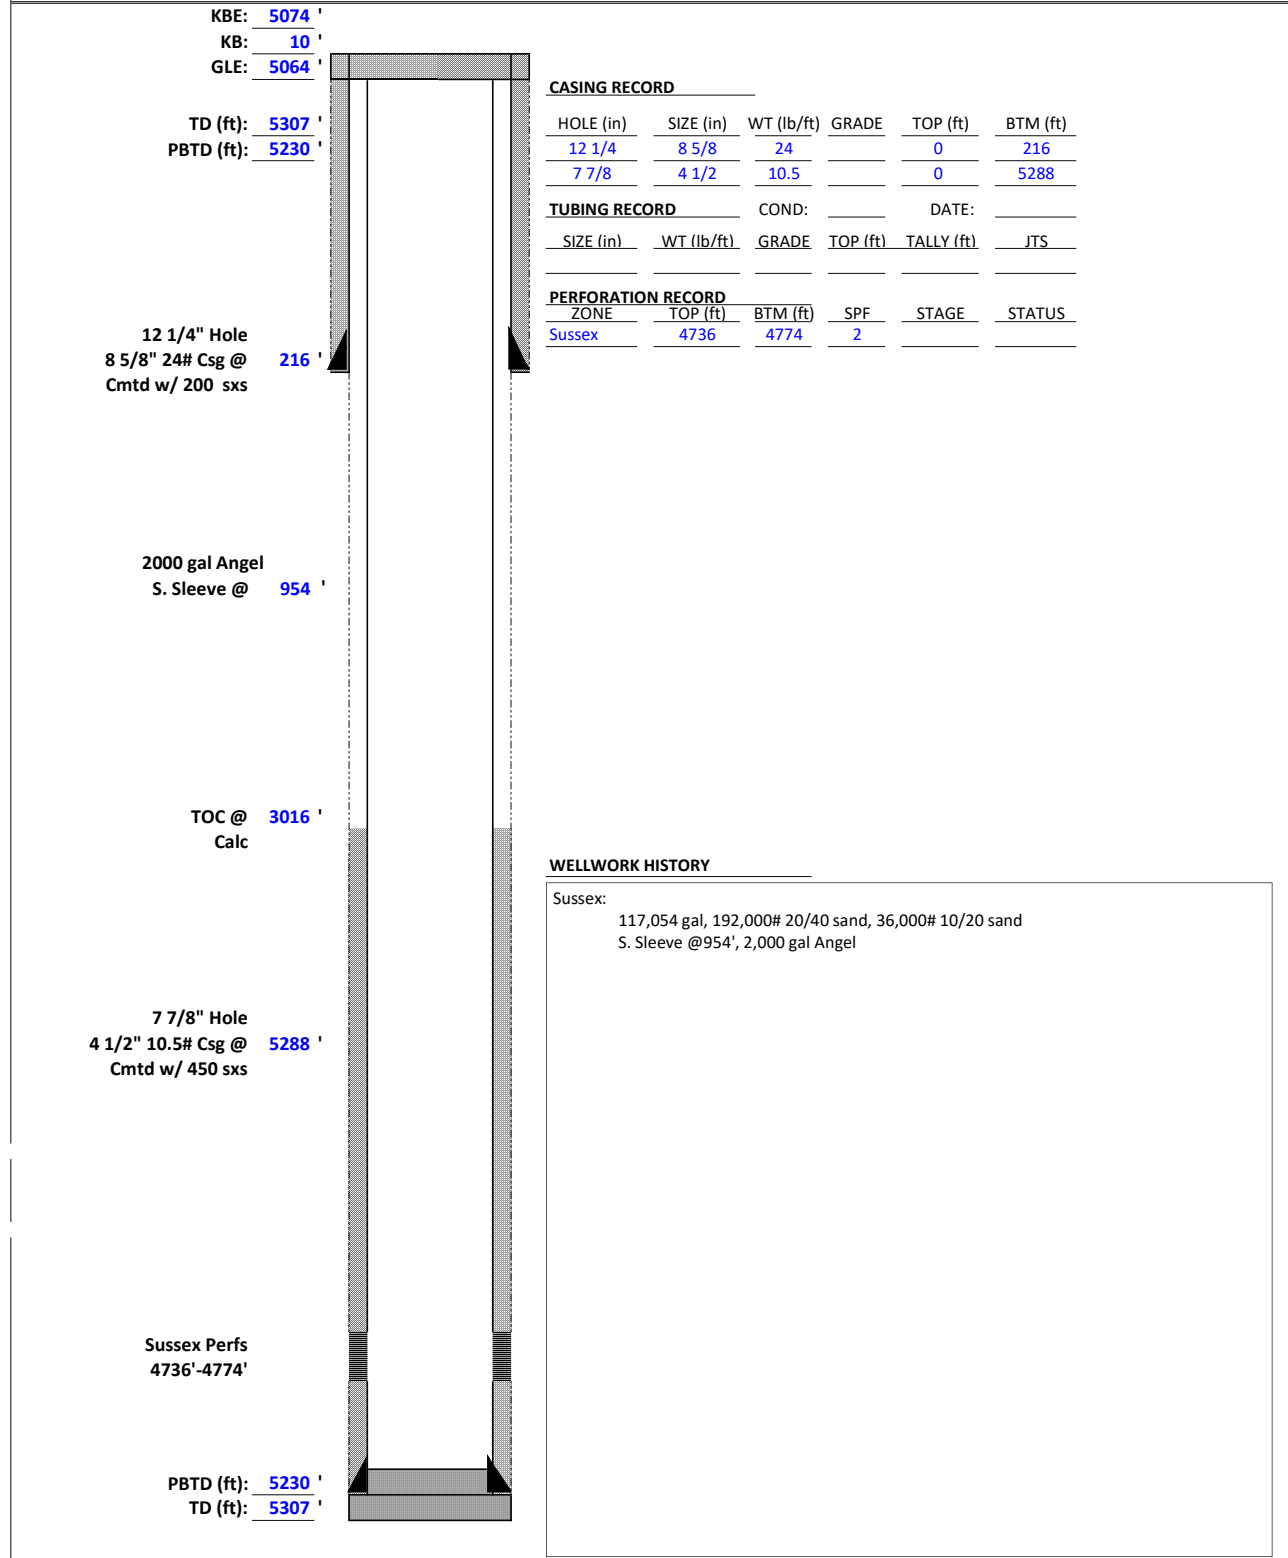 KBE: 5074 '
KB: 10 '
GLE: 5064 '
TD (ft): 5307 '
PBTD (ft): 5230 '
CASING RECORD
HOLE (in) SIZE (in) WT (lb/ft) GRADE TOP (ft) BTM (ft)
12 1/4 8 5/8 24 0 216
7 7/8 4 1/2 10.5 0 5288
TUBING RECORD COND: DATE:
SIZE (in) WT (lb/ft) GRADE TOP (ft) TALLY (ft) JTS
PERFORATION RECORD
ZONE TOP (ft) BTM (ft) SPF STAGE STATUS
Sussex 4736 4774 2
12 1/4" Hole
8 5/8" 24# Csg @ 216 '
Cmtd w/ 200 sxs
2000 gal Angel
S. Sleeve @ 954 '
TOC @ 3016 '
Calc
WELLWORK HISTORY
Sussex:
117,054 gal, 192,000# 20/40 sand, 36,000# 10/20 sand
S. Sleeve @954', 2,000 gal Angel
7 7/8" Hole
4 1/2" 10.5# Csg @ 5288 '
Cmtd w/ 450 sxs
Sussex Perfs
4736'-4774'
PBTD (ft): 5230 '
TD (ft): 5307 '